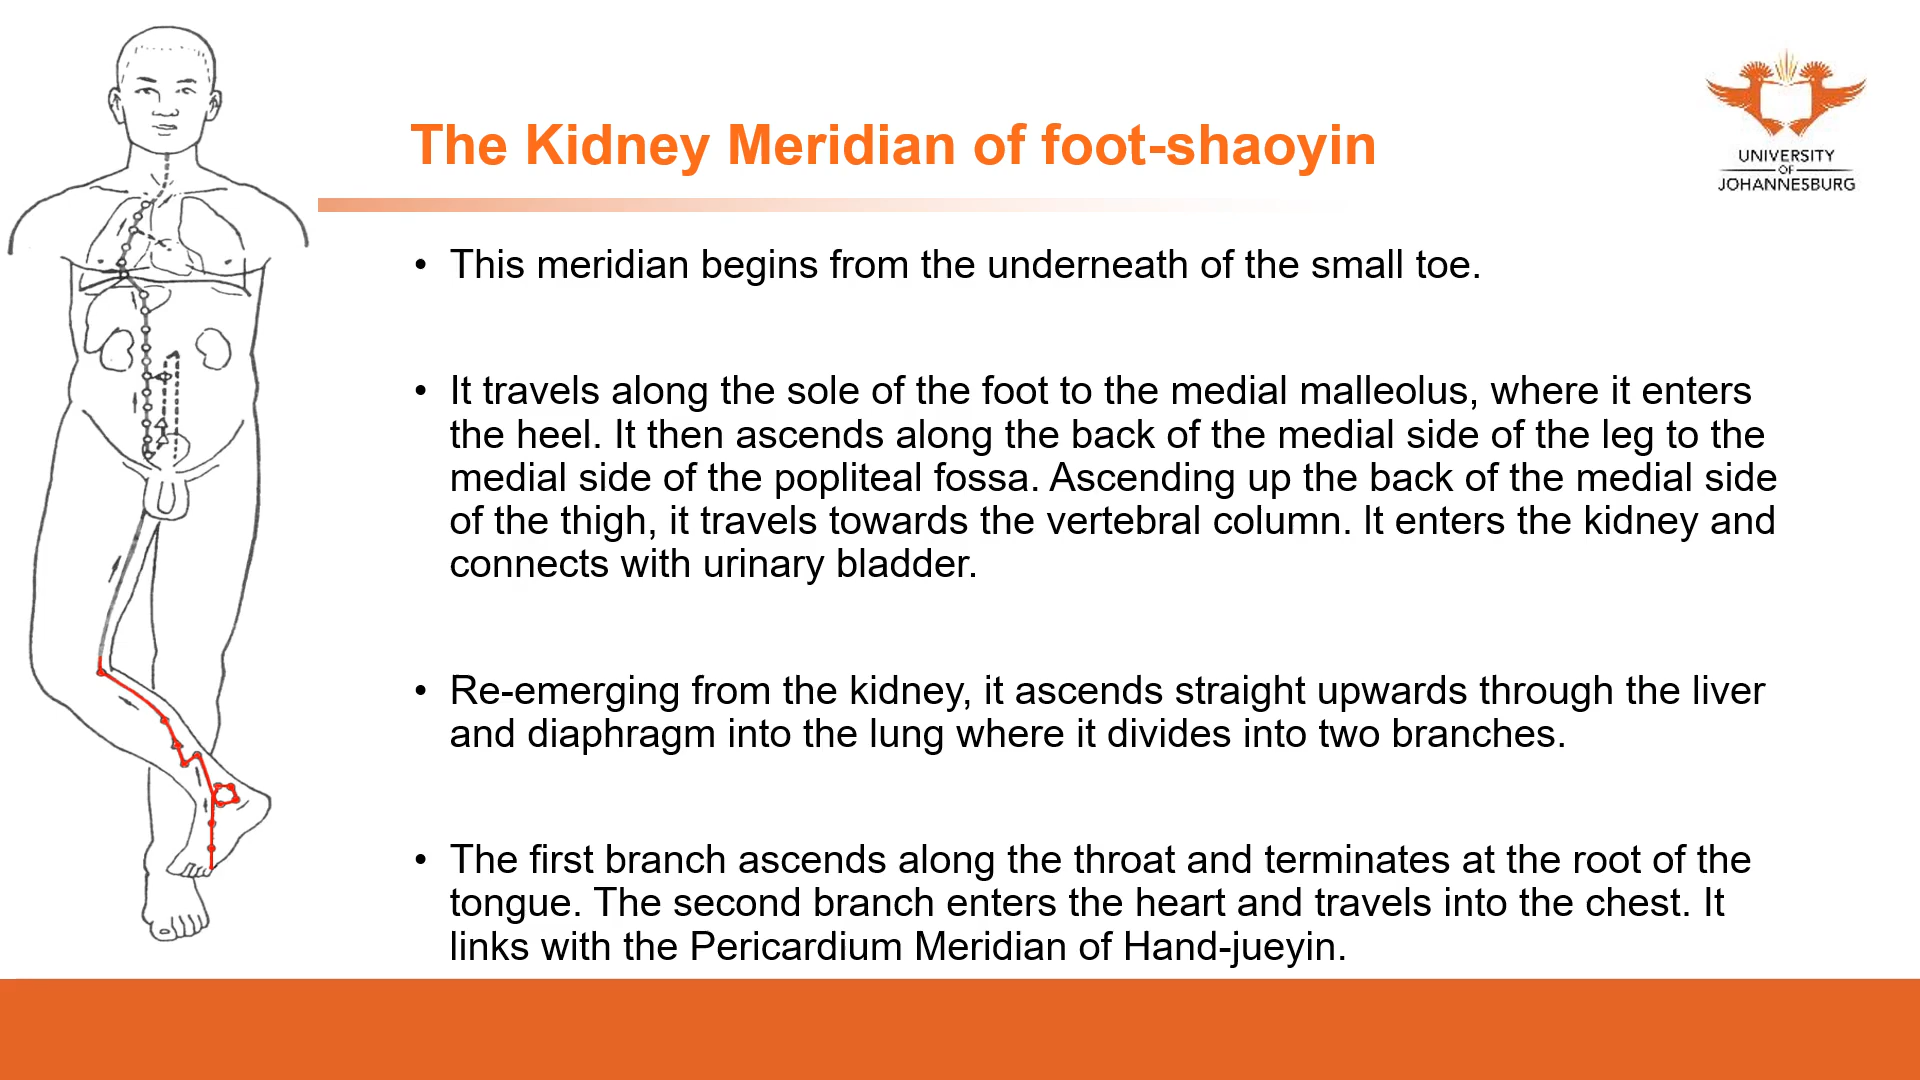 The Kidney Meridian of foot-shaoyin
UNIVERSITY
OF
JOHANNESBURG
• This meridian begins from the underneath of the small toe.
• It travels along the sole of the foot to the medial malleolus, where it enters
the heel. It then ascends along the back of the medial side of the leg to the
medial side of the popliteal fossa. Ascending up the back of the medial side
of the thigh, it travels towards the vertebral column. It enters the kidney and
connects with urinary bladder.
• Re-emerging from the kidney, it ascends straight upwards through the liver
and diaphragm into the lung where it divides into two branches.
• The first branch ascends along the throat and terminates at the root of the
tongue. The second branch enters the heart and travels into the chest. It
links with the Pericardium Meridian of Hand-jueyin.